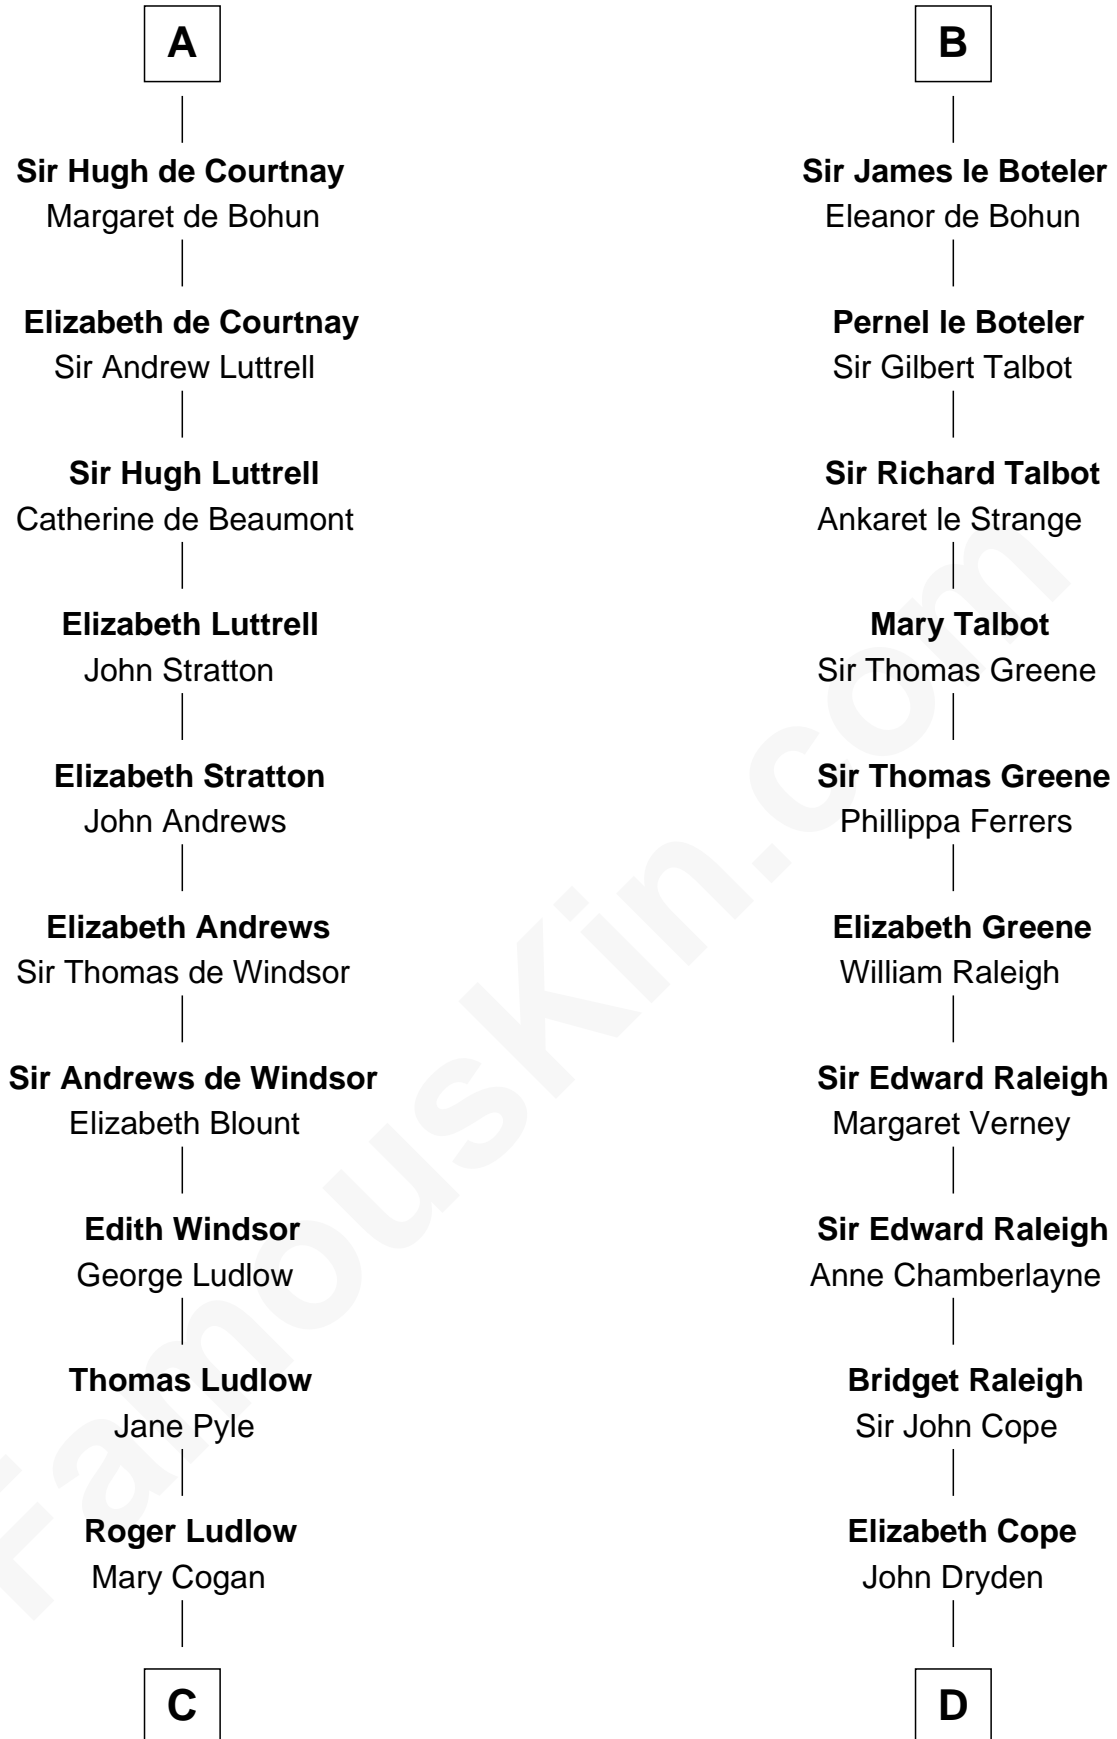 A
Sir Hugh de Courtnay
Margaret de Bohun
Elizabeth de Courtnay
Sir Andrew Luttrell
Sir Hugh Luttrell
Catherine de Beaumont
Elizabeth Luttrell
John Stratton
Elizabeth Stratton
John Andrews
Elizabeth Andrews
Sir Thomas de Windsor
Sir Andrews de Windsor
Elizabeth Blount
Edith Windsor
George Ludlow
Thomas Ludlow
Jane Pyle
Roger Ludlow
Mary Cogan
C
B
Sir James le Boteler
Eleanor de Bohun
Pernel le Boteler
Sir Gilbert Talbot
Sir Richard Talbot
Ankaret le Strange
Mary Talbot
Sir Thomas Greene
Sir Thomas Greene
Phillippa Ferrers
Elizabeth Greene
William Raleigh
Sir Edward Raleigh
Margaret Verney
Sir Edward Raleigh
Anne Chamberlayne
Bridget Raleigh
Sir John Cope
Elizabeth Cope
John Dryden
D
FamousKin.com